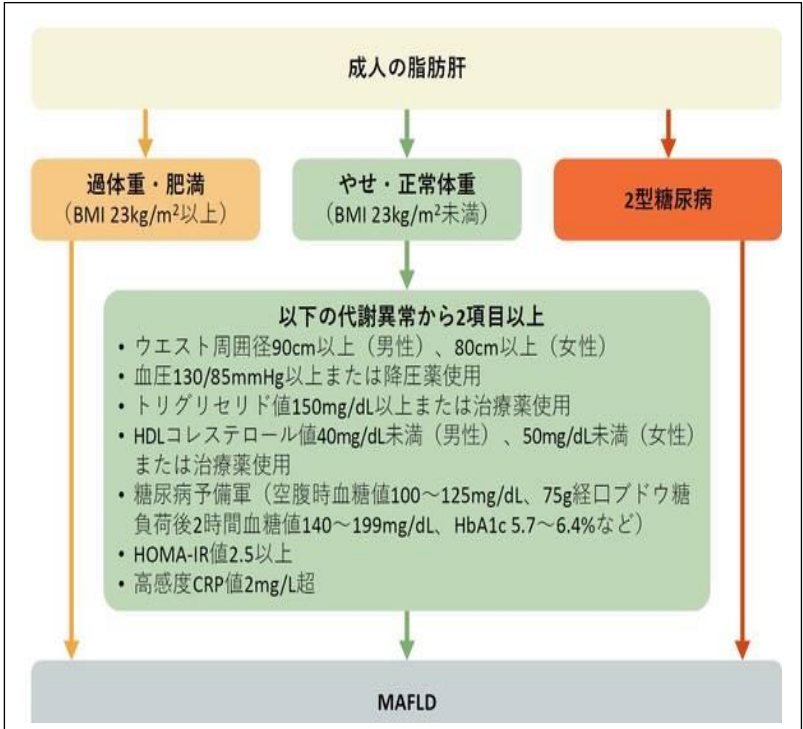 成人の脂肪肝
過体重・肥満
（BMI 23kg/m²以上）
やせ・正常体重
（BMI 23kg/m²未満）
2型糖尿病
以下の代謝異常から2項目以上
• ウエスト周囲径90cm以上（男性）、80cm以上（女性）
• 血圧130/85mmHg以上または降圧薬使用
• トリグリセリド値150mg/dL以上または治療薬使用
• HDLコレステロール値40mg/dL未満（男性）、50mg/dL未満（女性）
または治療薬使用
• 糖尿病予備軍（空腹時血糖値100～125mg/dL、75g経口ブドウ糖
負荷後2時間血糖値140～199mg/dL、HbA1c 5.7～6.4%など）
• HOMA-IR値2.5以上
• 高感度CRP値2mg/L超
MAFLD